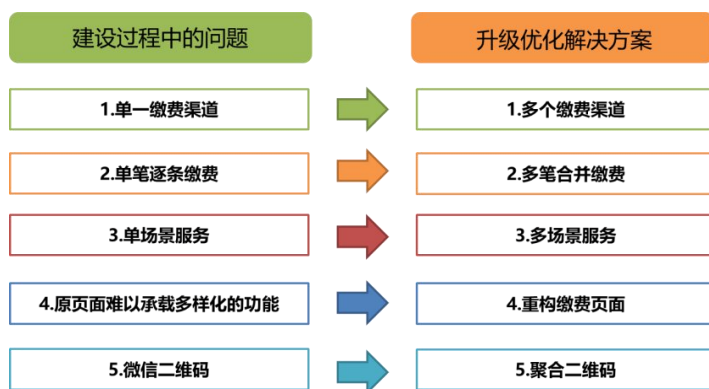 建设过程中的问题
升级优化解决方案
1.单一缴费渠道
1.多个缴费渠道
2.单笔逐条缴费
2.多笔合并缴费
3.单场景服务
3.多场景服务
4.原页面难以承载多样化的功能
4.重构缴费页面
5.微信二维码
5.聚合二维码